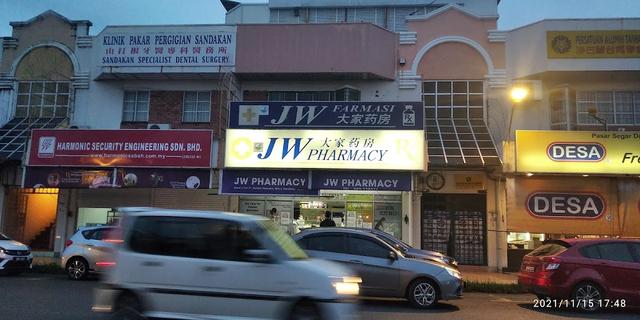 KLINIK PAKAR PERGIGIAN SANDAKAN
山打根牙醫專科醫務所
SANDAKAN SPECIALIST DENTAL SURGERY
JW FARMASI
大家药房
HARMONIC SECURITY ENGINEERING SDN. BHD.
JW 大家药房
PHARMACY
JW PHARMACY
JW PHARMACY
Pasar Segar
DESA
DESA
2021/11/15 17:48